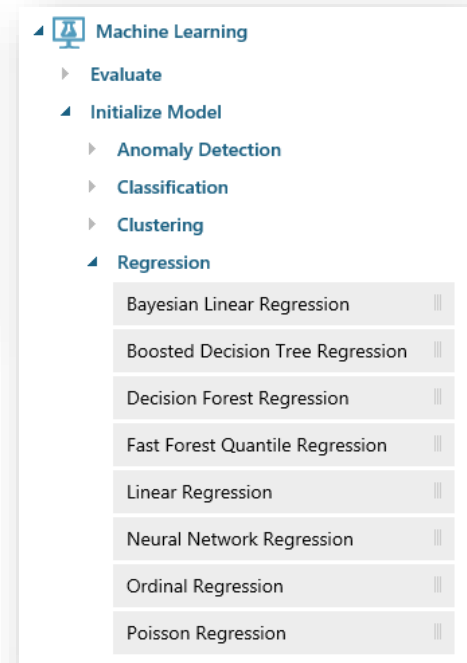 Machine Learning
Evaluate
Initialize Model
Anomaly Detection
Classification
Clustering
Regression
Bayesian Linear Regression
Boosted Decision Tree Regression
Decision Forest Regression
Fast Forest Quantile Regression
Linear Regression
Neural Network Regression
Ordinal Regression
Poisson Regression